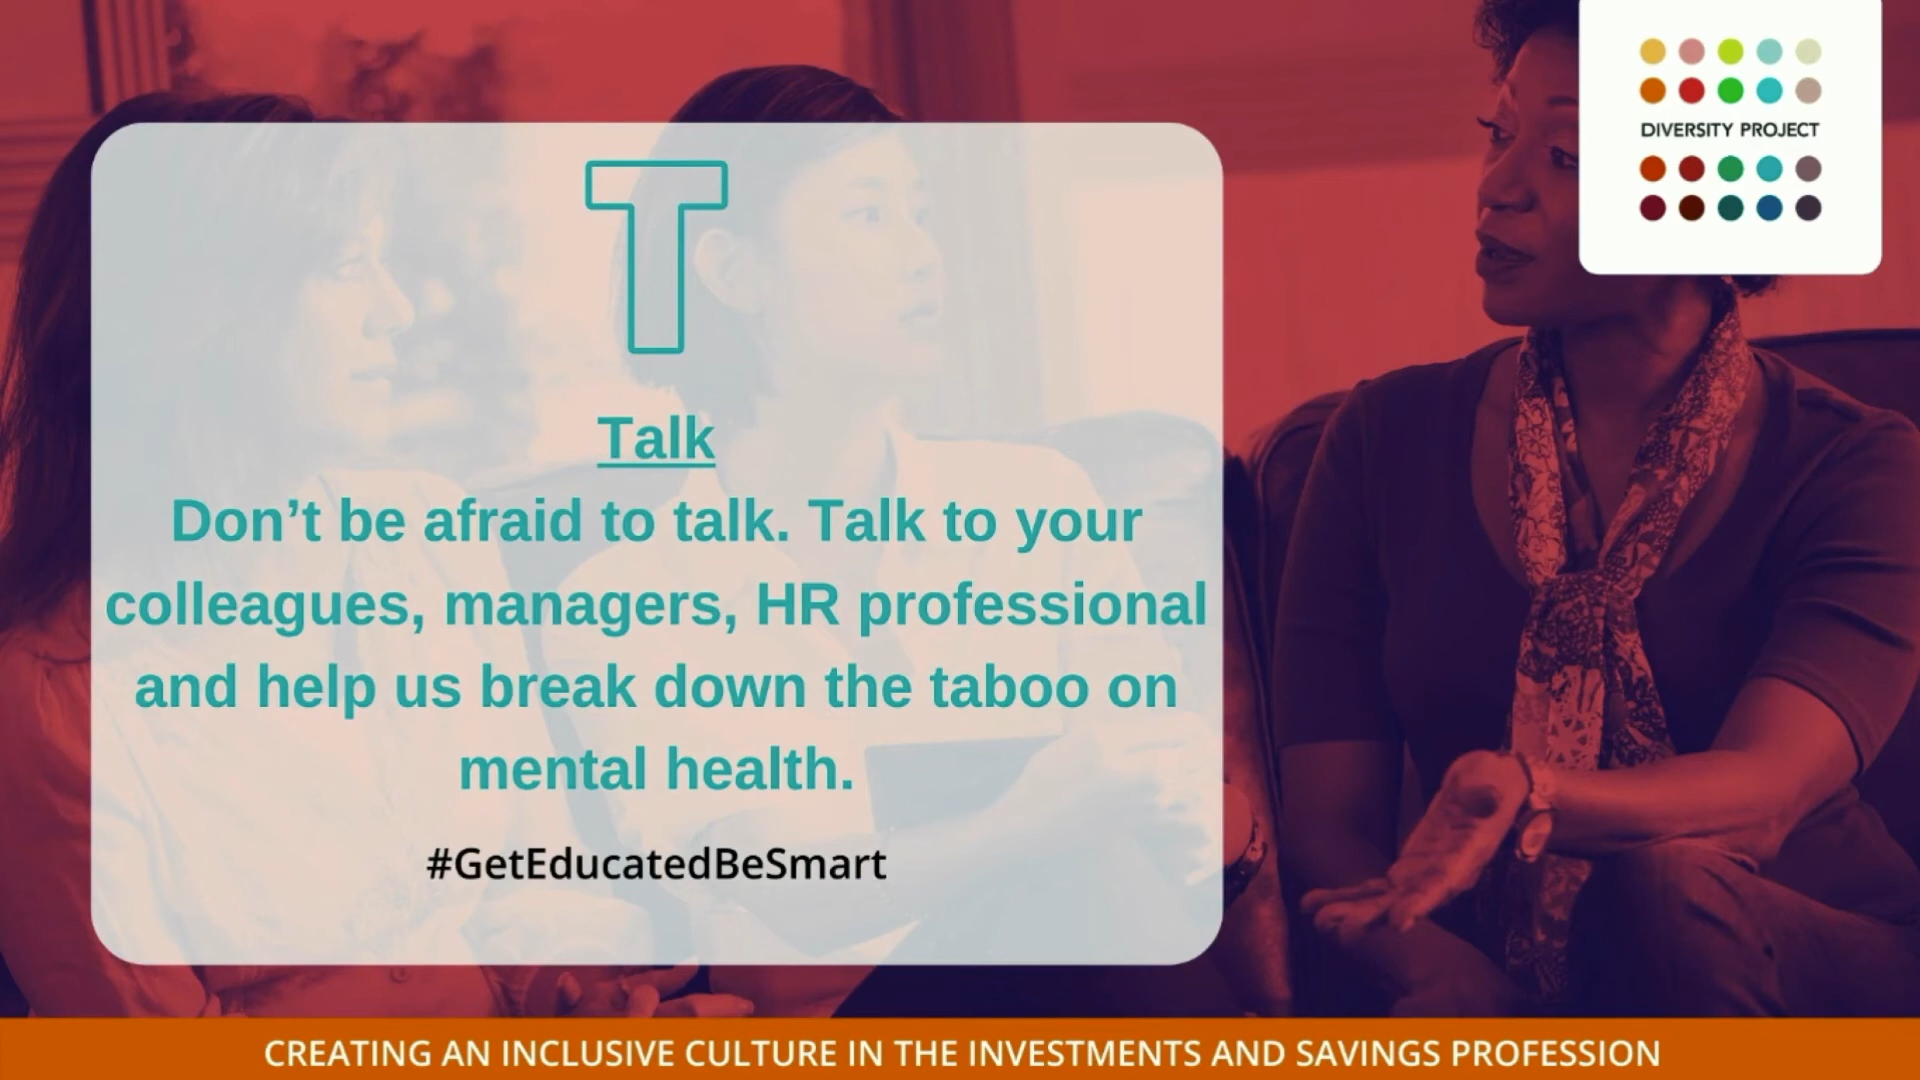 DIVERSITY PROJECT
T
Talk
Don’t be afraid to talk. Talk to your
colleagues, managers, HR professional
and help us break down the taboo on
mental health.
#GetEducatedBeSmart
CREATING AN INCLUSIVE CULTURE IN THE INVESTMENTS AND SAVINGS PROFESSION